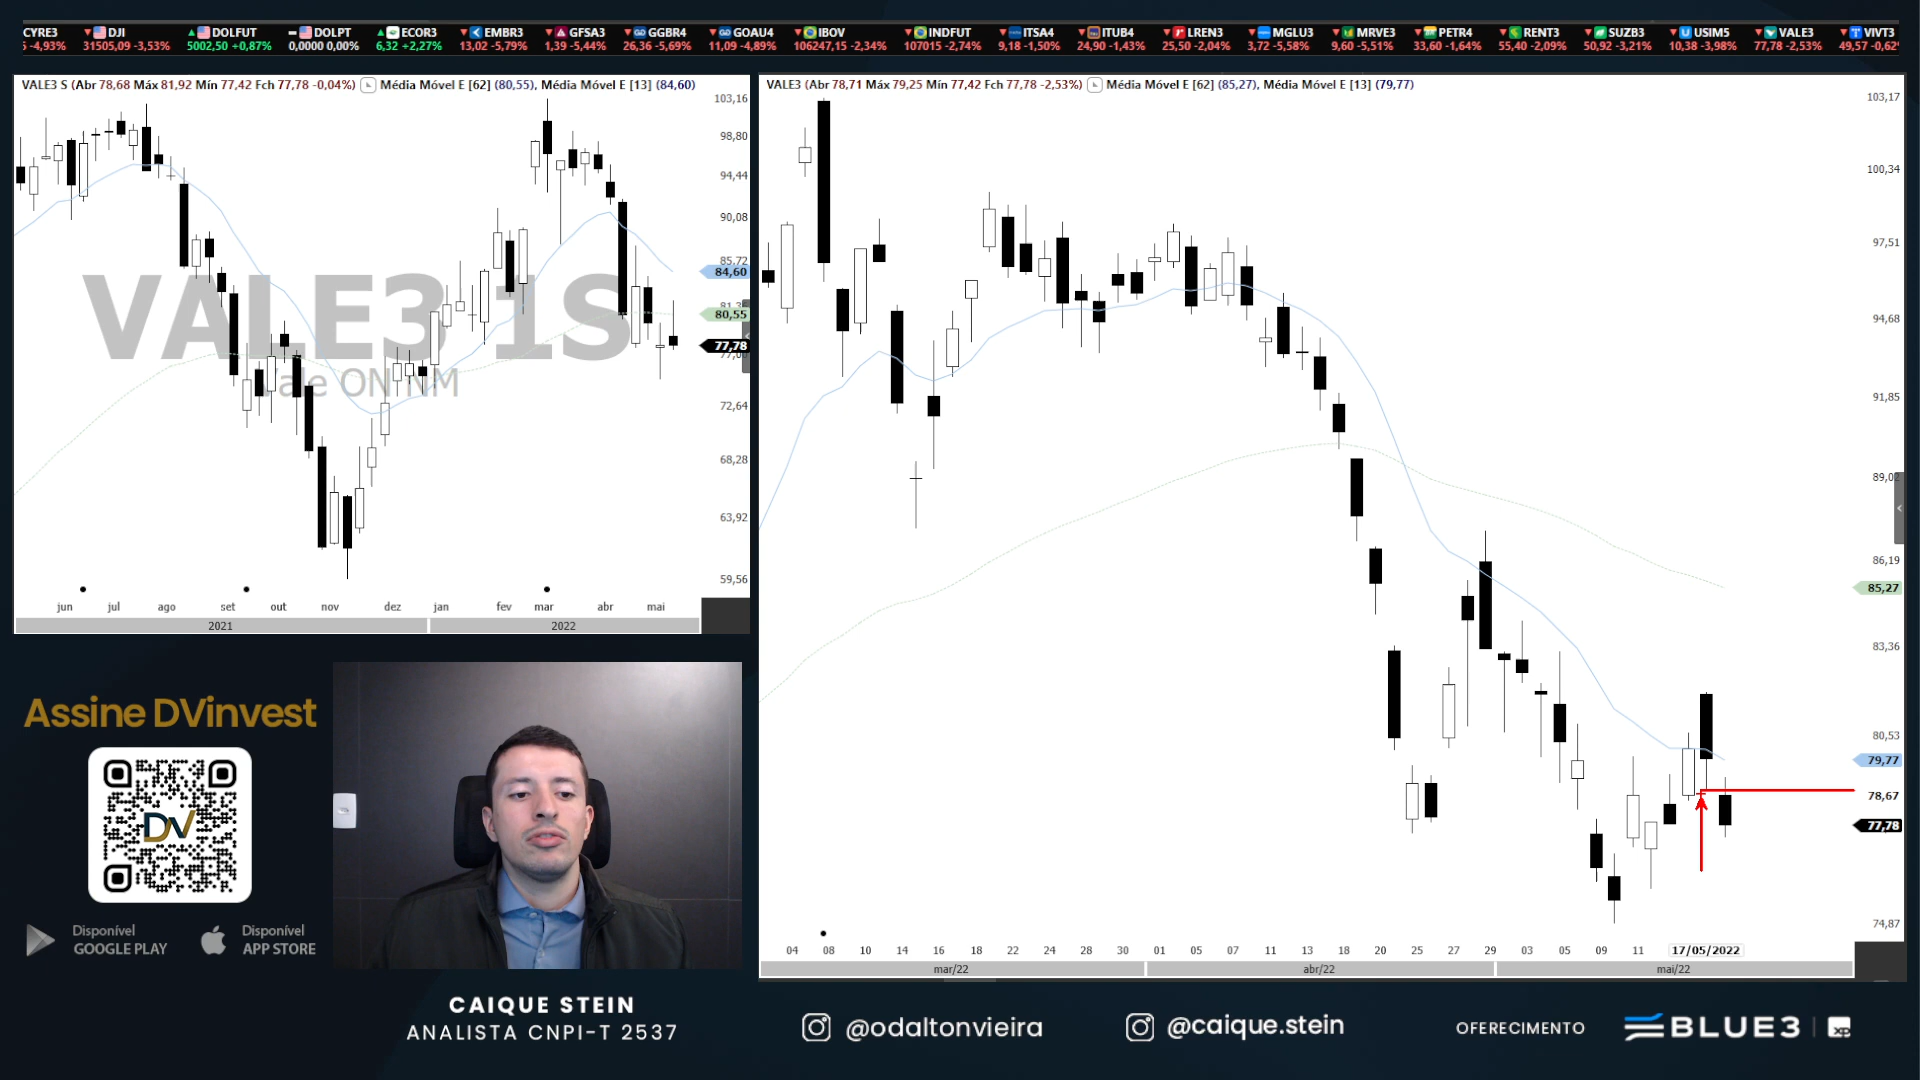 CYRE3 DJI DOLFUT DOLPT ECOR3 EMBR3 GFSA3 GGBR4 GOAU4 IBOV INDFUT ITSA4 ITUB4 LREN3 MGLU3 MRVE3 PETR4 RENT3 SUZB3 USIM5 VALE3 VIVT3
-4,93% 31505,09 -3,53% 5002,50 +0,87% 0,0000 0,00% 6,32 +2,27% 13,02 -5,79% 1,39 -5,44% 26,36 -5,69% 11,09 -4,89% 106247,15 -2,34% 107015 -2,74% 9,18 -1,50% 24,90 -1,43% 25,50 -2,04% 3,72 -5,58% 9,60 -5,51% 33,60 -1,64% 55,40 -2,09% 50,92 -3,21% 10,38 -3,98% 77,78 -2,53% 49,57 -0,62
VALE3 S (Abr 78,68 Máx 81,92 Mín 77,42 Fch 77,78 -0,04%) Média Móvel E [62] (80,55), Média Móvel E [13] (84,60)
103,16
98,80
94,44
90,08
85,72
84,60
80,55
77,78
72,64
68,28
63,92
59,56
VALE3 1S
Vale ON NM
jun jul ago set out nov dez jan fev mar abr mai
2021 2022
VALE3 (Abr 78,71 Máx 79,25 Mín 77,42 Fch 77,78 -2,53%) Média Móvel E [62] (85,27), Média Móvel E [13] (79,77)
103,17
100,34
97,51
94,68
91,85
89,02
86,19
85,27
83,36
80,53
79,77
78,67
77,78
74,87
04 08 10 14 16 18 22 24 28 30 01 05 07 11 13 18 20 25 27 29 03 05 09 11 17/05/2022
mar/22 abr/22 mai/22
Assine DVinvest
DV
Disponível
GOOGLE PLAY
Disponível
APP STORE
CAIQUE STEIN
ANALISTA CNPI-T 2537
@odaltonvieira
@caique.stein
OFERECIMENTO
BLUE3
xp